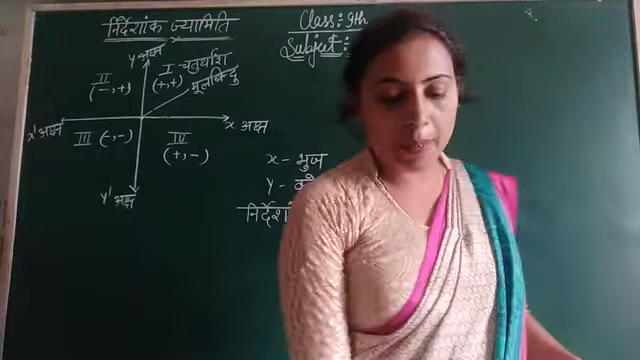 निर्देशांक ज्यामिति
Class:- 9th
Subject:-
y अक्ष
II
(-,+)
I - चतुर्थांश
(+,+)
मूलबिन्दु
x' अक्ष
x अक्ष
III (-,-)
IV
(+,-)
y' अक्ष
x - भुज
y -